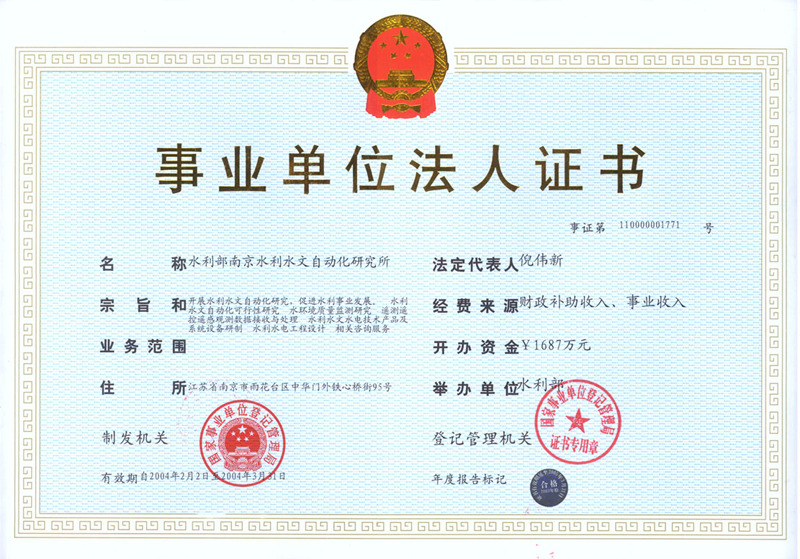 事业单位法人证书
事证第 110000001771 号
名 称 水利部南京水利水文自动化研究所
法定代表人 倪伟新
宗旨和
开展水利水文自动化研究。促进水利事业发展。 水利
水文自动化可行性研究 水环境质量监测研究 遥测遥
控遥感观测数据接收与处理 水利水文水电技术产品及
系统设备研制 水利水电工程设计 相关咨询服务
业务范围
经费来源 财政补助收入、事业收入
开办资金 ￥1687万元
住 所 江苏省南京市雨花台区中华门外铁心桥街95号
举办单位 水利部
制发机关
国家事业单位登记管理局
登记管理机关
国家事业单位登记管理局
证书专用章
有效期 自2004年2月2日至2004年3月31日
年度报告标记
合格